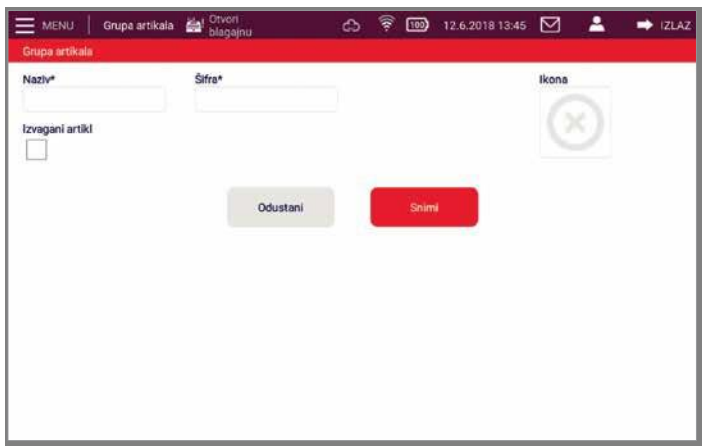 MENU Grupa artikala Otvori blagajnu 100 12.6.2018 13:45 IZLAZ
Grupa artikala
Naziv* Šifra* Ikona
Izvagani artikl
Odustani Snimi